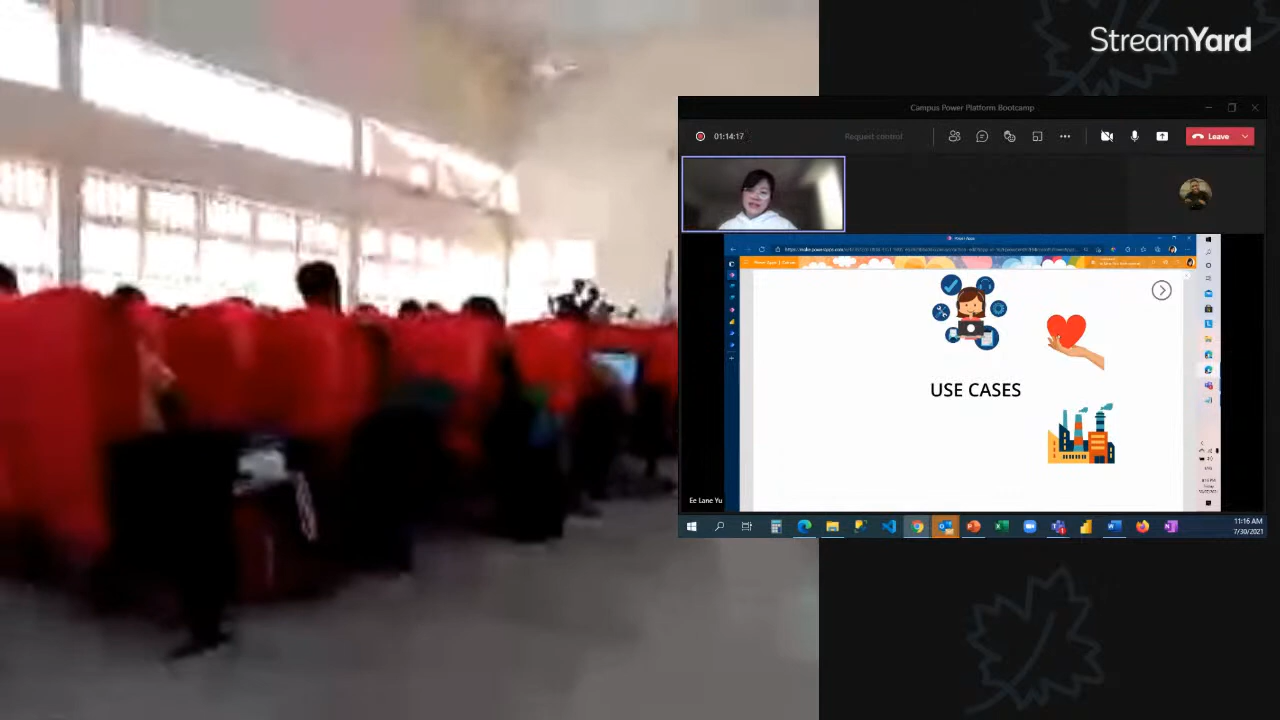 StreamYard
Campus Power Platform Bootcamp
01:14:17
Request control
Leave
USE CASES
Ee Lane Yu
11:16 AM
7/30/2021